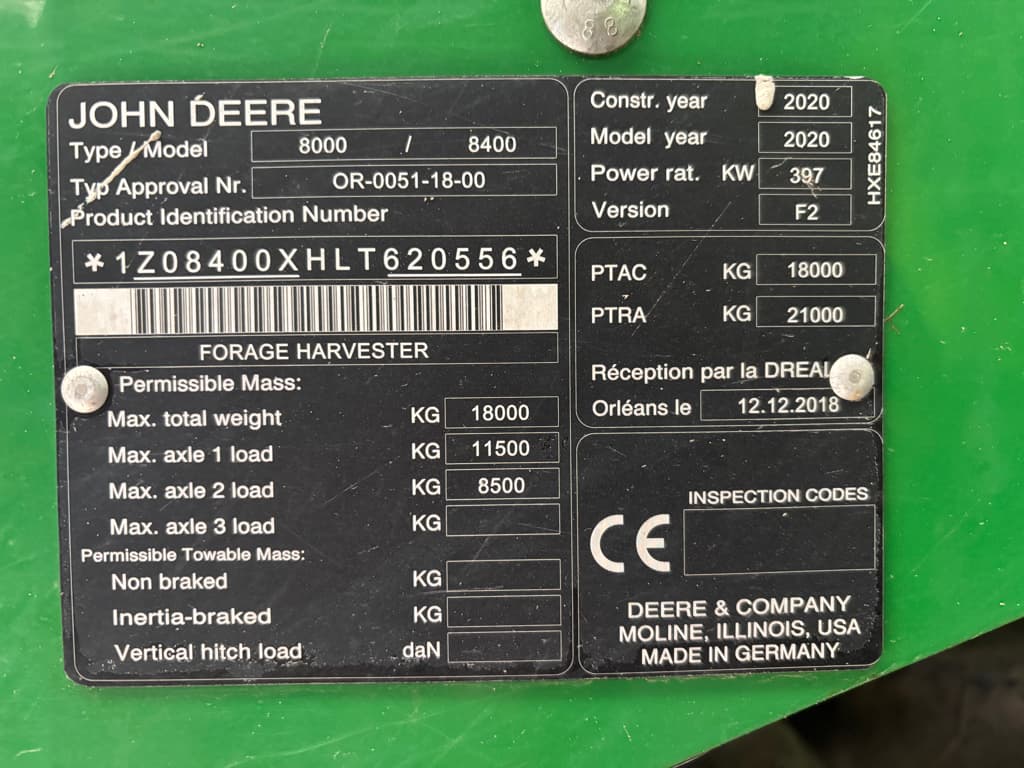 88
JOHN DEERE
Type / Model 8000 / 8400
Typ Approval Nr. OR-0051-18-00
Product Identification Number
*1Z08400XHLT620556*
FORAGE HARVESTER
Permissible Mass:
Max. total weight KG 18000
Max. axle 1 load KG 11500
Max. axle 2 load KG 8500
Max. axle 3 load KG
Permissible Towable Mass:
Non braked KG
Inertia-braked KG
Vertical hitch load daN
Constr. year 2020
Model year 2020
Power rat. KW 397
Version F2
HXE84617
PTAC KG 18000
PTRA KG 21000
Réception par la DREAL
Orléans le 12.12.2018
INSPECTION CODES
CE
DEERE & COMPANY
MOLINE, ILLINOIS, USA
MADE IN GERMANY